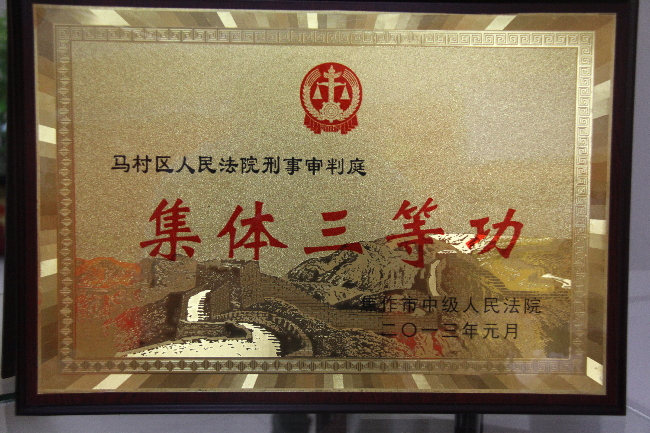 马村区人民法院刑事审判庭
集体三等功
焦作市中级人民法院
二〇一三年元月